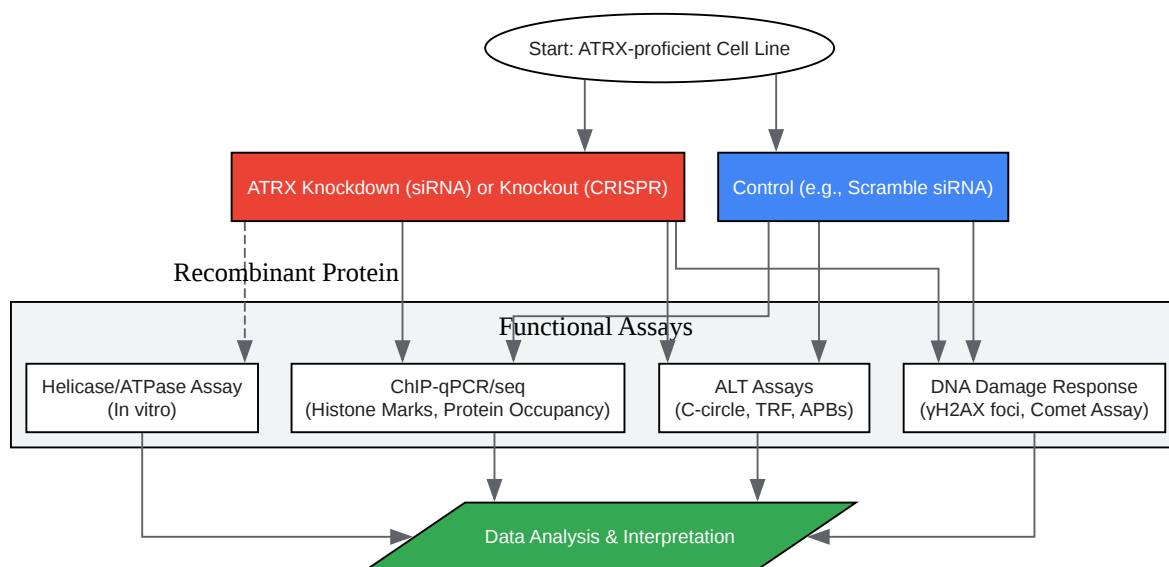 Start: ATRX-proficient Cell Line
ATRX Knockdown (siRNA) or Knockout (CRISPR)
Control (e.g., Scramble siRNA)
Recombinant Protein
Functional Assays
Helicase/ATPase Assay
(In vitro)
ChIP-qPCR/seq
(Histone Marks, Protein Occupancy)
ALT Assays
(C-circle, TRF, APBs)
DNA Damage Response
(γH2AX foci, Comet Assay)
Data Analysis & Interpretation